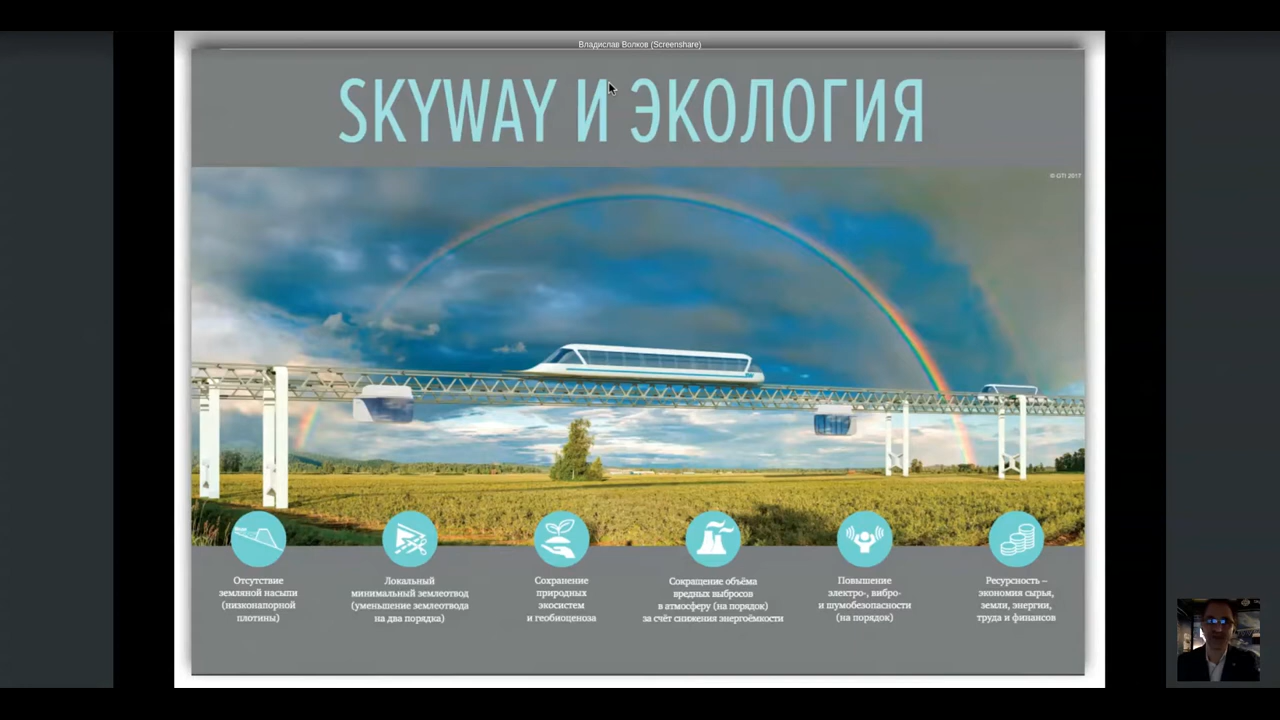 Владислав Волков (Screenshare)
SKYWAY И ЭКОЛОГИЯ
© GTI 2017
Отсутствие
земляной насыпи
(низконапорной
плотины)
Локальный
минимальный землеотвод
(уменьшение землеотвода
на два порядка)
Сохранение
природных
экосистем
и геобиоценоза
Сокращение объёма
вредных выбросов
в атмосферу (на порядок)
за счёт снижения энергоёмкости
Повышение
электро-, вибро-
и шумобезопасности
(на порядок)
Ресурсность –
экономия сырья,
земли, энергии,
труда и финансов